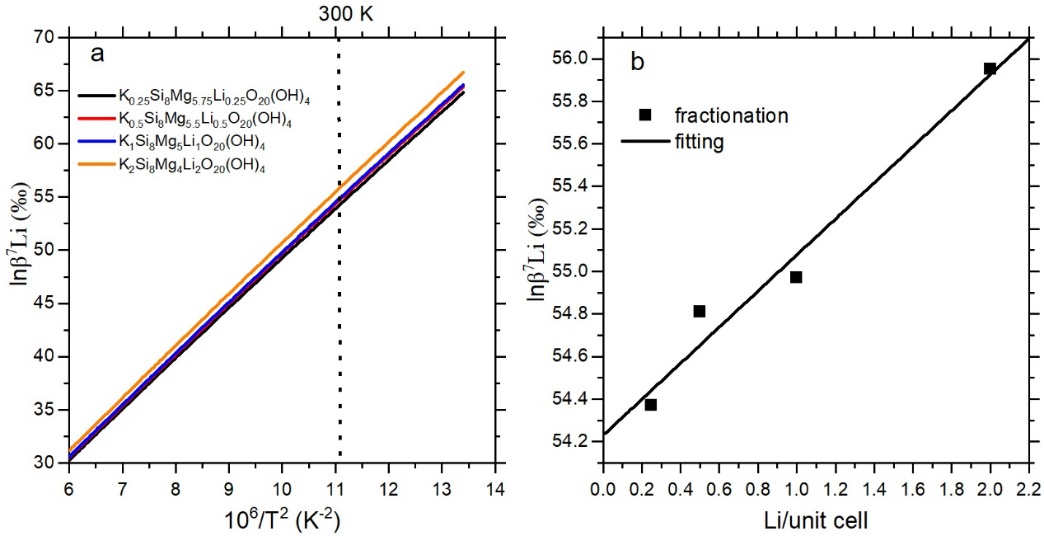 300 K
a
K0.25Si8Mg5.75Li0.25O20(OH)4
K0.5Si8Mg5.5Li0.5O20(OH)4
K1Si8Mg5Li1O20(OH)4
K2Si8Mg4Li2O20(OH)4
lnβ⁷Li (‰)
70
65
60
55
50
45
40
35
30
6 7 8 9 10 11 12 13 14
10⁶/T² (K⁻²)
b
fractionation
fitting
lnβ⁷Li (‰)
56.0
55.8
55.6
55.4
55.2
55.0
54.8
54.6
54.4
54.2
0.0 0.2 0.4 0.6 0.8 1.0 1.2 1.4 1.6 1.8 2.0 2.2
Li/unit cell